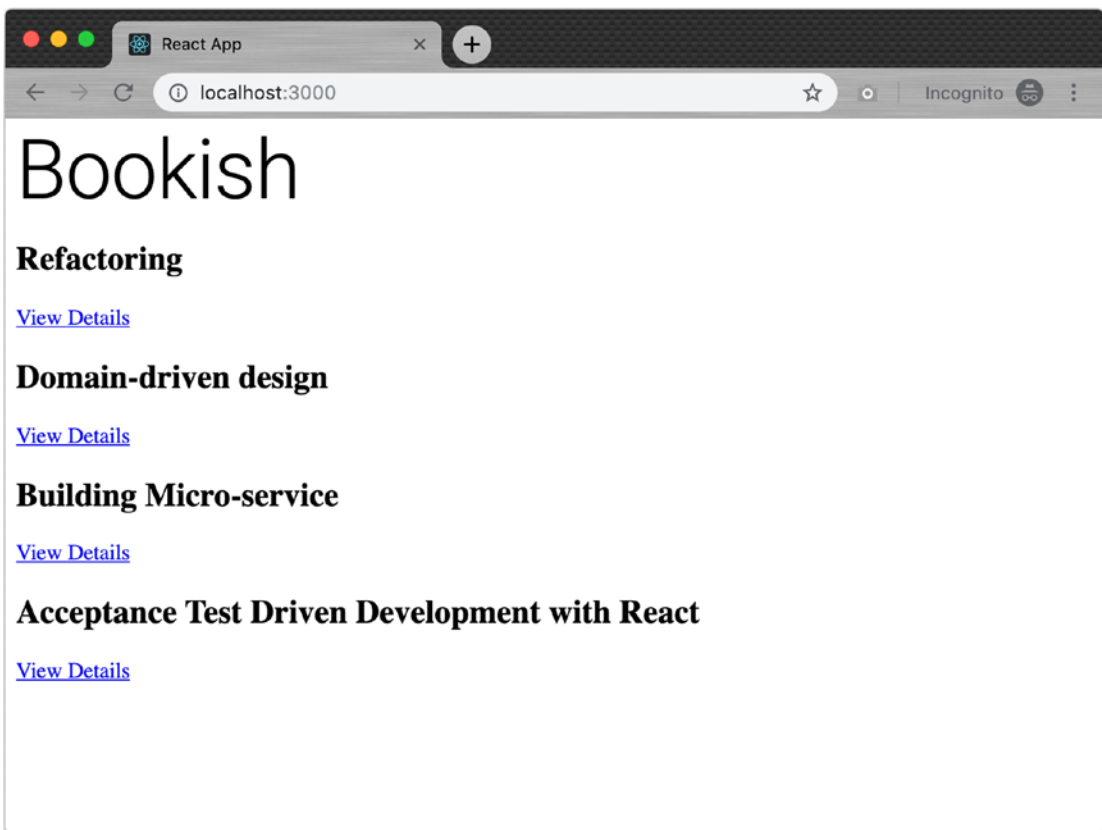 React App
localhost:3000
Incognito
Bookish
Refactoring
View Details
Domain-driven design
View Details
Building Micro-service
View Details
Acceptance Test Driven Development with React
View Details